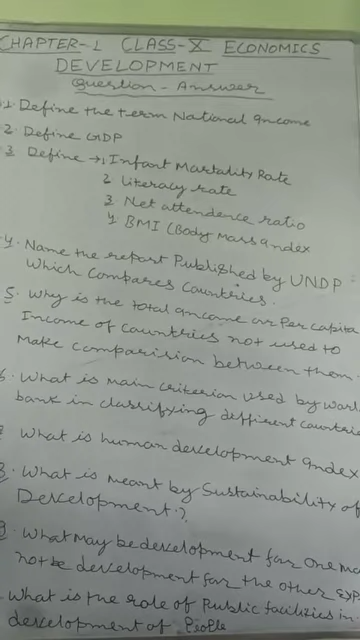 CHAPTER-1 CLASS-X ECONOMICS
DEVELOPMENT
Question-Answer
1. Define the term National Income
2. Define GDP
3 Define → 1 Infant Mortality Rate
2 Literacy rate
3. Net attendence ratio
4. BMI (Body Mass Index
4. Name the report Published by UNDP
which compares countries.
5. Why is the total income or Per capita
Income of countries not used to
make comparision between them.
6. What is main criterion used by
bank in classifying different
What is human development Index
8. What is meant by Sustainability of
Development?
9. What may be development for one
not be development for the other
What is the role of Public facilities in
development of People